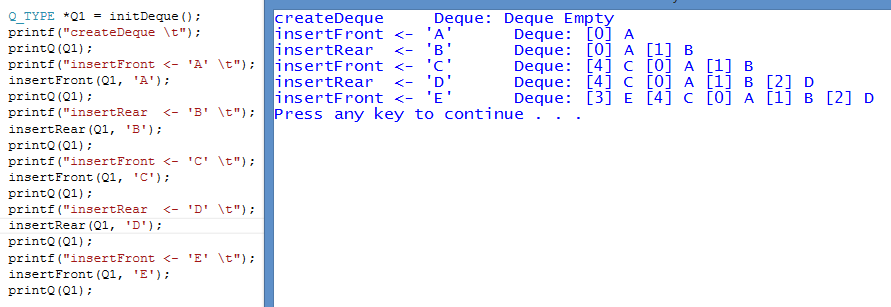 Q_TYPE *Q1 = initDeque();
printf("createDeque \t");
printQ(Q1);
printf("insertFront <- 'A' \t");
insertFront(Q1, 'A');
printQ(Q1);
printf("insertRear  <- 'B' \t");
insertRear(Q1, 'B');
printQ(Q1);
printf("insertFront <- 'C' \t");
insertFront(Q1, 'C');
printQ(Q1);
printf("insertRear  <- 'D' \t");
insertRear(Q1, 'D');
printQ(Q1);
printf("insertFront <- 'E' \t");
insertFront(Q1, 'E');
printQ(Q1);
createDeque     Deque: Deque Empty
insertFront <- 'A'      Deque: [0] A
insertRear  <- 'B'      Deque: [0] A [1] B
insertFront <- 'C'      Deque: [4] C [0] A [1] B
insertRear  <- 'D'      Deque: [4] C [0] A [1] B [2] D
insertFront <- 'E'      Deque: [3] E [4] C [0] A [1] B [2] D
Press any key to continue . . .